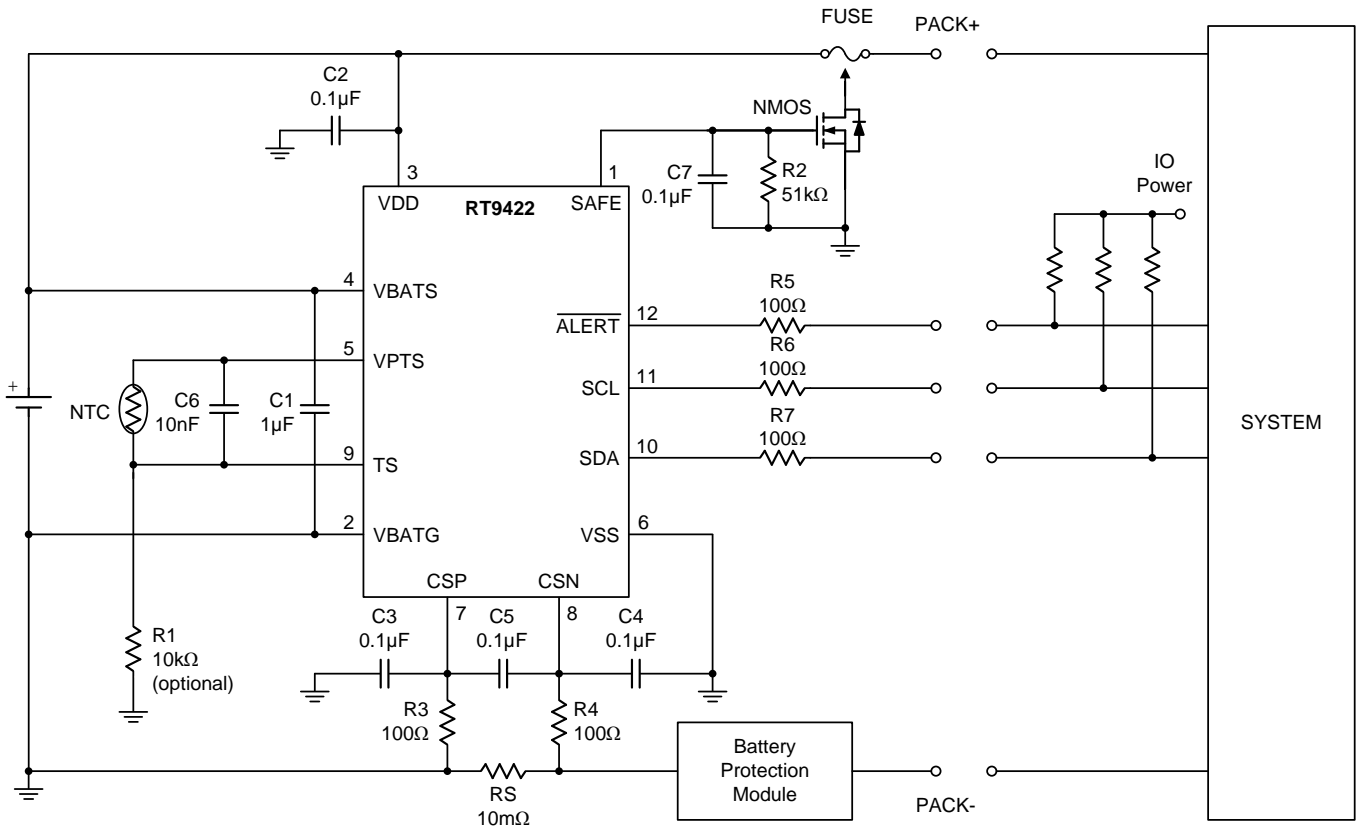 FUSE
PACK+
C2
0.1µF
NMOS
3
1
C7
0.1µF
R2
51kΩ
IO
Power
VDD
RT9422
SAFE
4
VBATS
R5
100Ω
ALERT
12
5
VPTS
R6
100Ω
NTC
C6
10nF
C1
1µF
SCL
11
SYSTEM
+
R7
100Ω
9
TS
SDA
10
2
VBATG
VSS
6
CSP
CSN
7
8
C3
0.1µF
C5
0.1µF
C4
0.1µF
R1
10kΩ
(optional)
R3
100Ω
R4
100Ω
Battery
Protection
Module
RS
10mΩ
PACK-